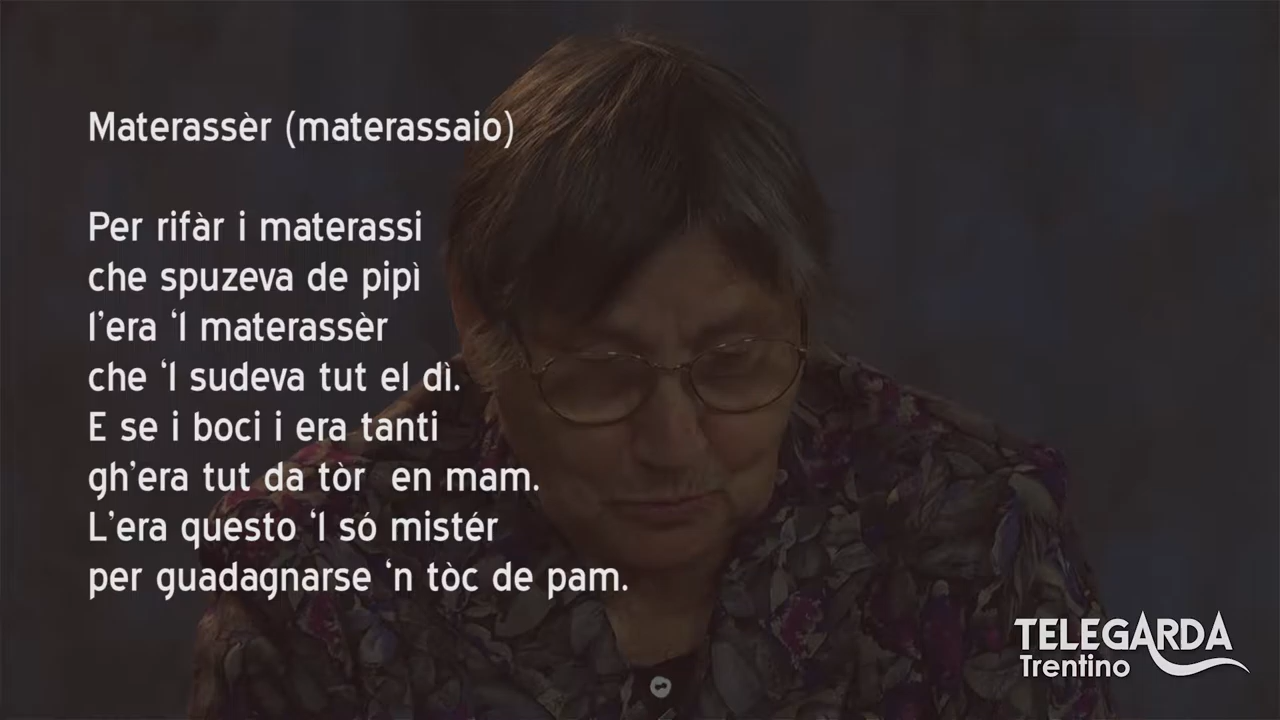 Materassèr (materassaio)
Per rifàr i materassi
che spuzeva de pipì
l'era ‘l materassèr
che ‘l sudeva tut el dì.
E se i boci i era tanti
gh'era tut da tòr  en mam.
L'era questo ‘l só mistér
per guadagnarse ‘n tòc de pam.
TELEGARDA
Trentino